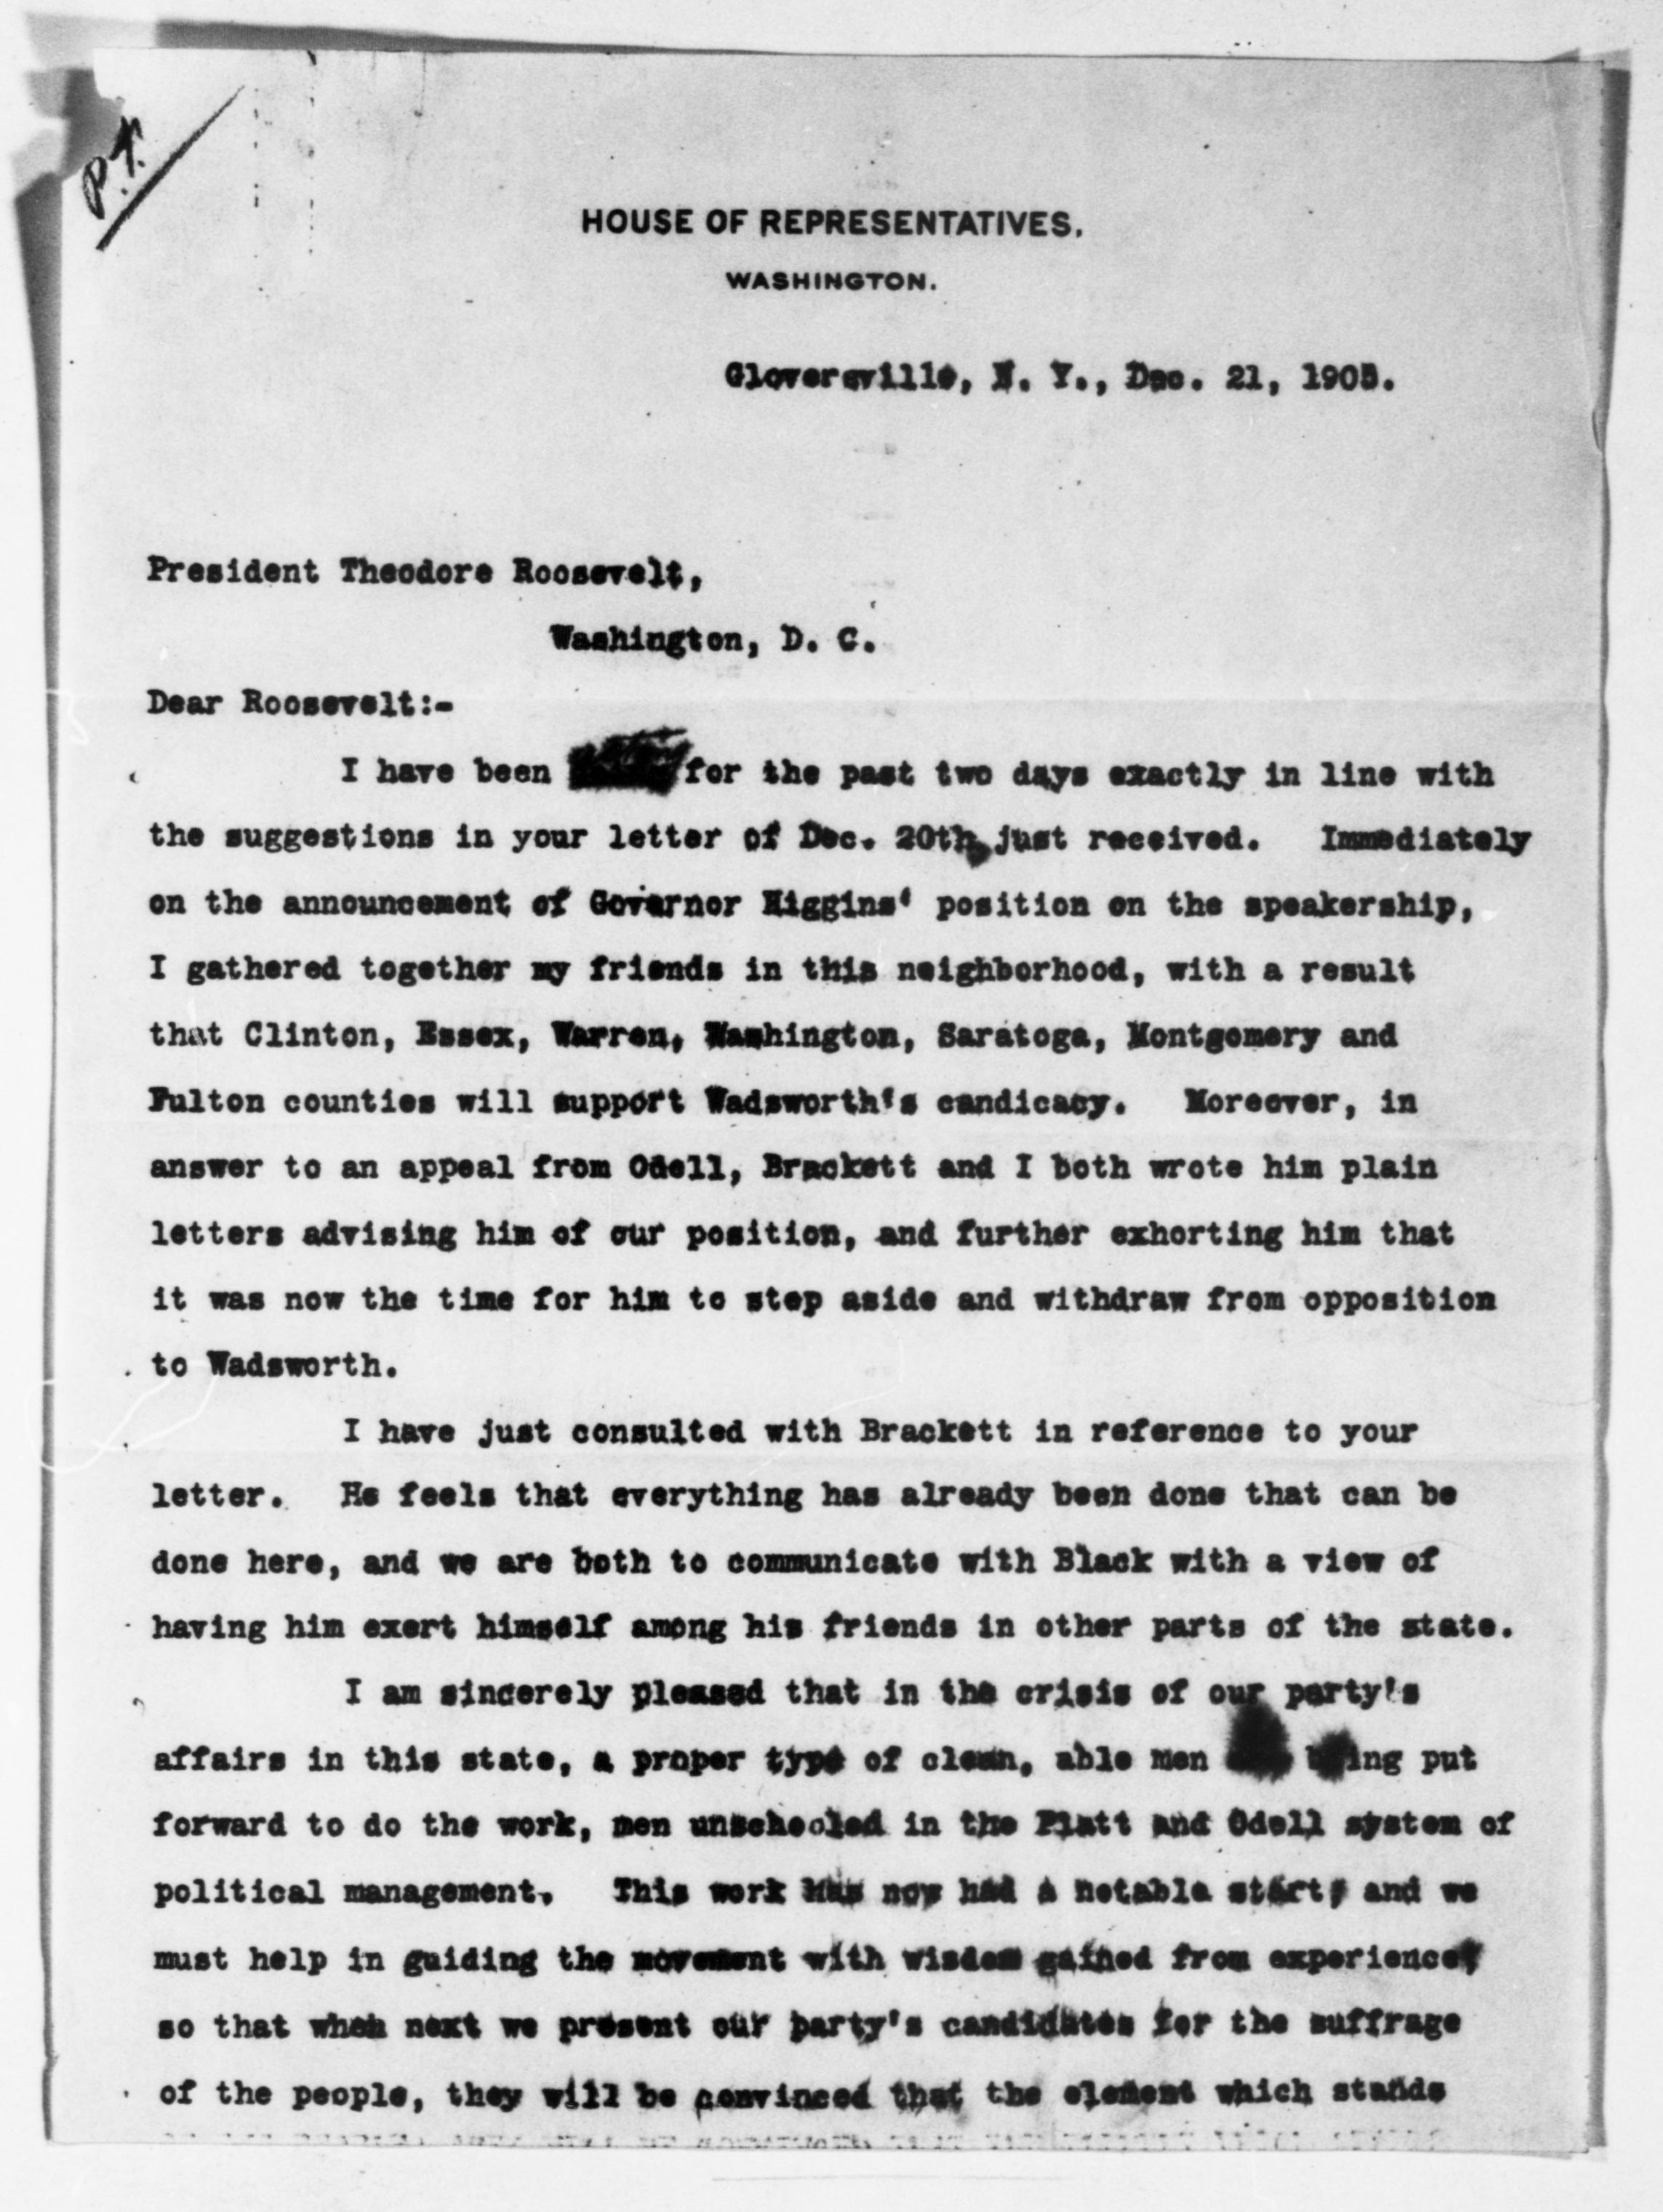 P.F.
HOUSE OF REPRESENTATIVES.
WASHINGTON.
Gloversville, N. Y., Dec. 21, 1905.
President Theodore Roosevelt,
Washington, D. C.
Dear Roosevelt:-
I have been for the past two days exactly in line with
the suggestions in your letter of Dec. 20th, just received. Immediately
on the announcement of Governor Higgins' position on the speakership,
I gathered together my friends in this neighborhood, with a result
that Clinton, Essex, Warren, Washington, Saratoga, Montgomery and
Fulton counties will support Wadsworth's candicacy. Moreover, in
answer to an appeal from Odell, Brackett and I both wrote him plain
letters advising him of our position, and further exhorting him that
it was now the time for him to step aside and withdraw from opposition
to Wadsworth.
I have just consulted with Brackett in reference to your
letter. He feels that everything has already been done that can be
done here, and we are both to communicate with Black with a view of
having him exert himself among his friends in other parts of the state.
I am sincerely pleased that in the crisis of our party's
affairs in this state, a proper type of clean, able men being put
forward to do the work, men unschooled in the Platt and Odell system of
political management. This work has now had a notable start, and we
must help in guiding the movement with wisdom gained from experience,
so that when next we present our party's candidates for the suffrage
of the people, they will be convinced that the element which stands